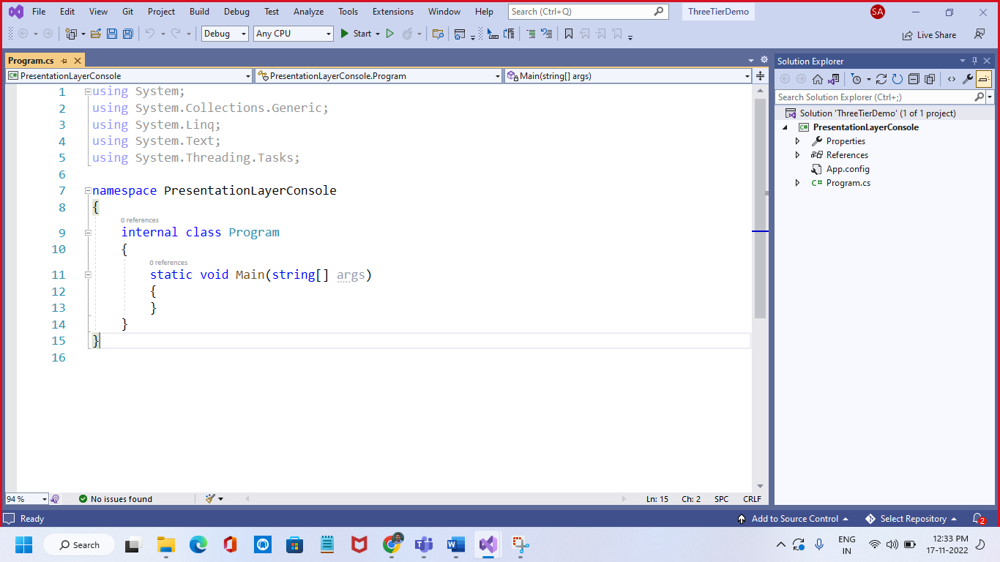 File Edit View Git Project Build Debug Test Analyze Tools Extensions Window Help Search (Ctrl+Q) ThreeTierDemo SA
Debug Any CPU Start Live Share
Program.cs
PresentationLayerConsole PresentationLayerConsole.Program Main(string[] args)
1 using System;
2 using System.Collections.Generic;
3 using System.Linq;
4 using System.Text;
5 using System.Threading.Tasks;
6
7 namespace PresentationLayerConsole
8 {
0 references
9 internal class Program
10 {
0 references
11 static void Main(string[] args)
12 {
13 }
14 }
15 }
16
94 % No issues found Ln: 15 Ch: 2 SPC CRLF
Solution Explorer
Search Solution Explorer (Ctrl+;)
Solution 'ThreeTierDemo' (1 of 1 project)
C# PresentationLayerConsole
Properties
References
App.config
C# Program.cs
Ready Add to Source Control Select Repository 2
Search
ENG
IN
12:33 PM
17-11-2022